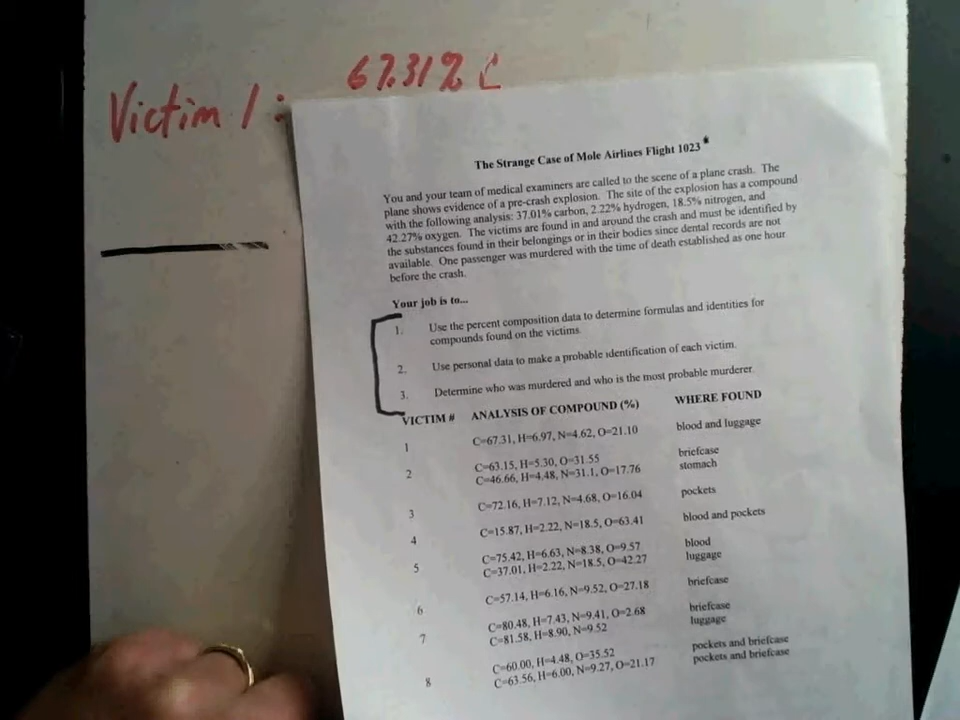 67.31% C
Victim 1:
The Strange Case of Mole Airlines Flight 1023*
You and your team of medical examiners are called to the scene of a plane crash. The
plane shows evidence of a pre-crash explosion. The site of the explosion has a compound
with the following analysis: 37.01% carbon, 2.22% hydrogen, 18.5% nitrogen, and
42.27% oxygen. The victims are found in and around the crash and must be identified by
the substances found in their belongings or in their bodies since dental records are not
available. One passenger was murdered with the time of death established as one hour
before the crash.
Your job is to...
1. Use the percent composition data to determine formulas and identities for
compounds found on the victims.
2. Use personal data to make a probable identification of each victim.
3. Determine who was murdered and who is the most probable murderer.
VICTIM # ANALYSIS OF COMPOUND (%) WHERE FOUND
1 C=67.31, H=6.97, N=4.62, O=21.10 blood and luggage
2 C=63.15, H=5.30, O=31.55 briefcase
C=46.66, H=4.48, N=31.1, O=17.76 stomach
3 C=72.16, H=7.12, N=4.68, O=16.04 pockets
4 C=15.87, H=2.22, N=18.5, O=63.41 blood and pockets
5 C=75.42, H=6.63, N=8.38, O=9.57 blood
C=37.01, H=2.22, N=18.5, O=42.27 luggage
6 C=57.14, H=6.16, N=9.52, O=27.18 briefcase
7 C=80.48, H=7.43, N=9.41, O=2.68 briefcase
C=81.58, H=8.90, N=9.52 luggage
8 C=60.00, H=4.48, O=35.52 pockets and briefcase
C=63.56, H=6.00, N=9.27, O=21.17 pockets and briefcase